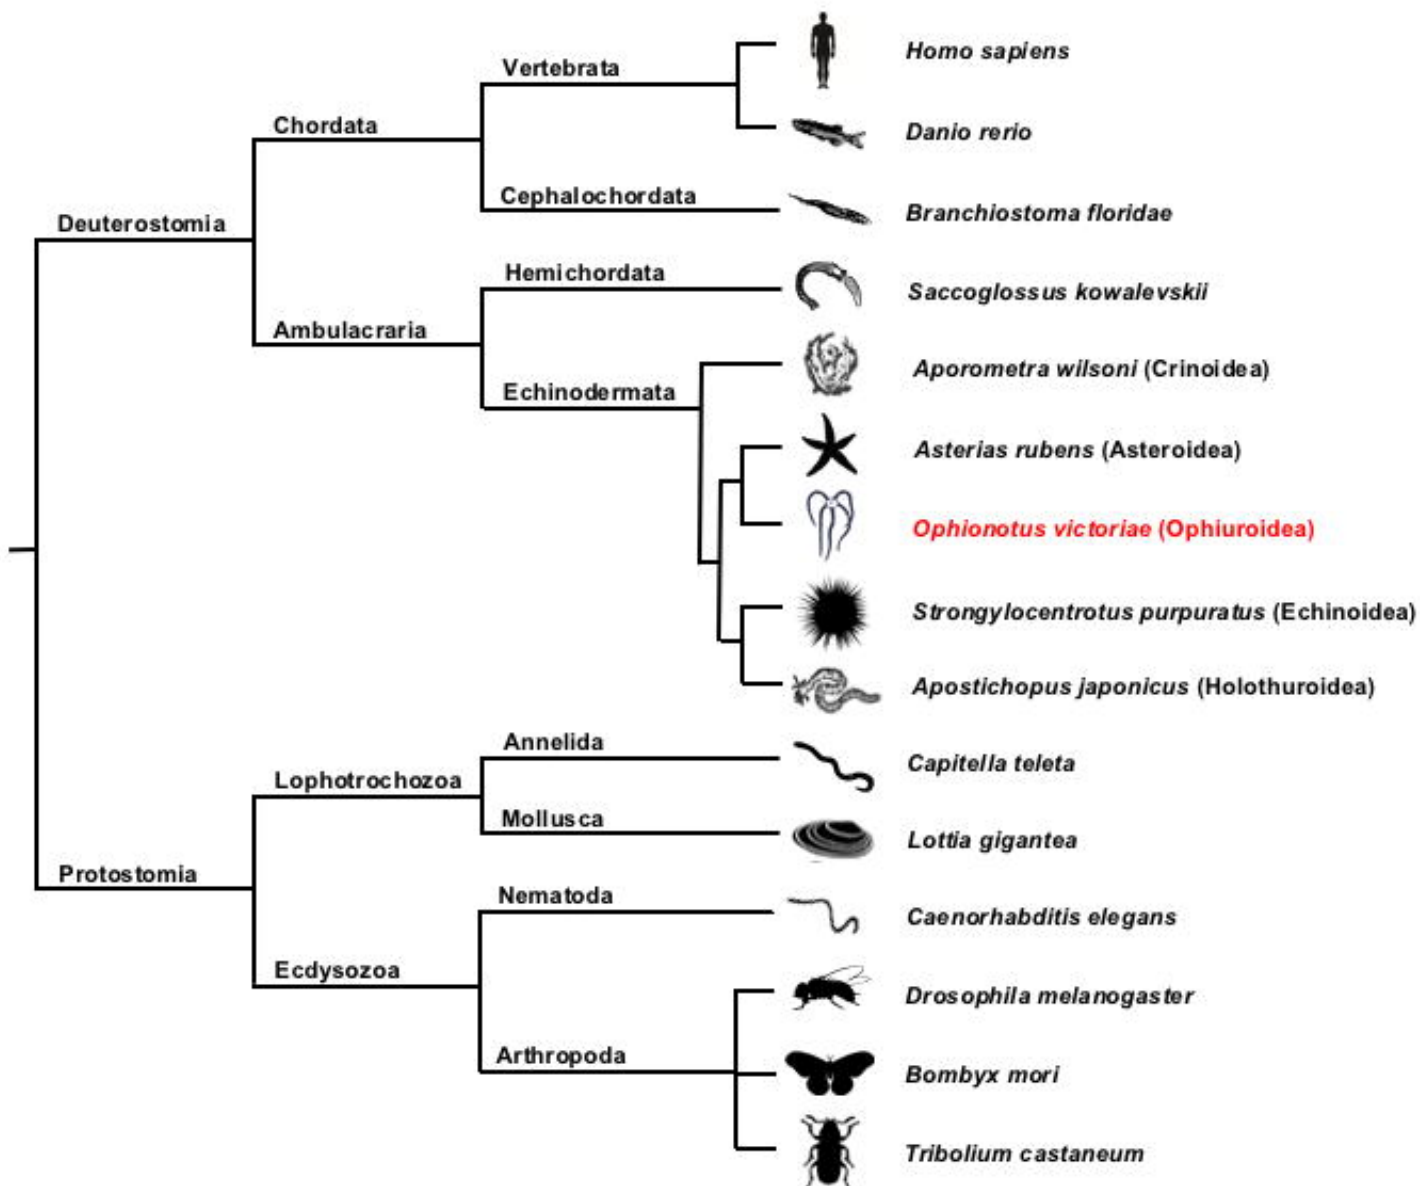 Homo sapiens
Vertebrata
Chordata
Danio rerio
Cephalochordata
Branchiostoma floridae
Deuterostomia
Hemichordata
Saccoglossus kowalevskii
Ambulacraria
Aporometra wilsoni (Crinoidea)
Echinodermata
Asterias rubens (Asteroidea)
Ophionotus victoriae (Ophiuroidea)
Strongylocentrotus purpuratus (Echinoidea)
Apostichopus japonicus (Holothuroidea)
Annelida
Capitella teleta
Lophotrochozoa
Mollusca
Lottia gigantea
Protostomia
Nematoda
Caenorhabditis elegans
Ecdysozoa
Drosophila melanogaster
Arthropoda
Bombyx mori
Tribolium castaneum